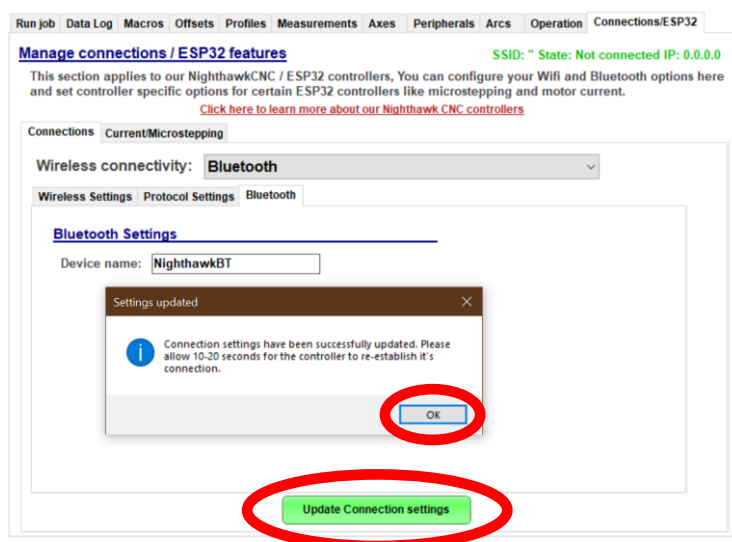 Run job Data Log Macros Offsets Profiles Measurements Axes Peripherals Arcs Operation Connections/ESP32
Manage connections / ESP32 features
SSID: '' State: Not connected IP: 0.0.0.0
This section applies to our NighthawkCNC / ESP32 controllers, You can configure your Wifi and Bluetooth options here
and set controller specific options for certain ESP32 controllers like microstepping and motor current.
Click here to learn more about our Nighthawk CNC controllers
Connections Current/Microstepping
Wireless connectivity: Bluetooth
Wireless Settings Protocol Settings Bluetooth
Bluetooth Settings
Device name: NighthawkBT
Settings updated
Connection settings have been successfully updated. Please
allow 10-20 seconds for the controller to re-establish it's
connection.
OK
Update Connection settings